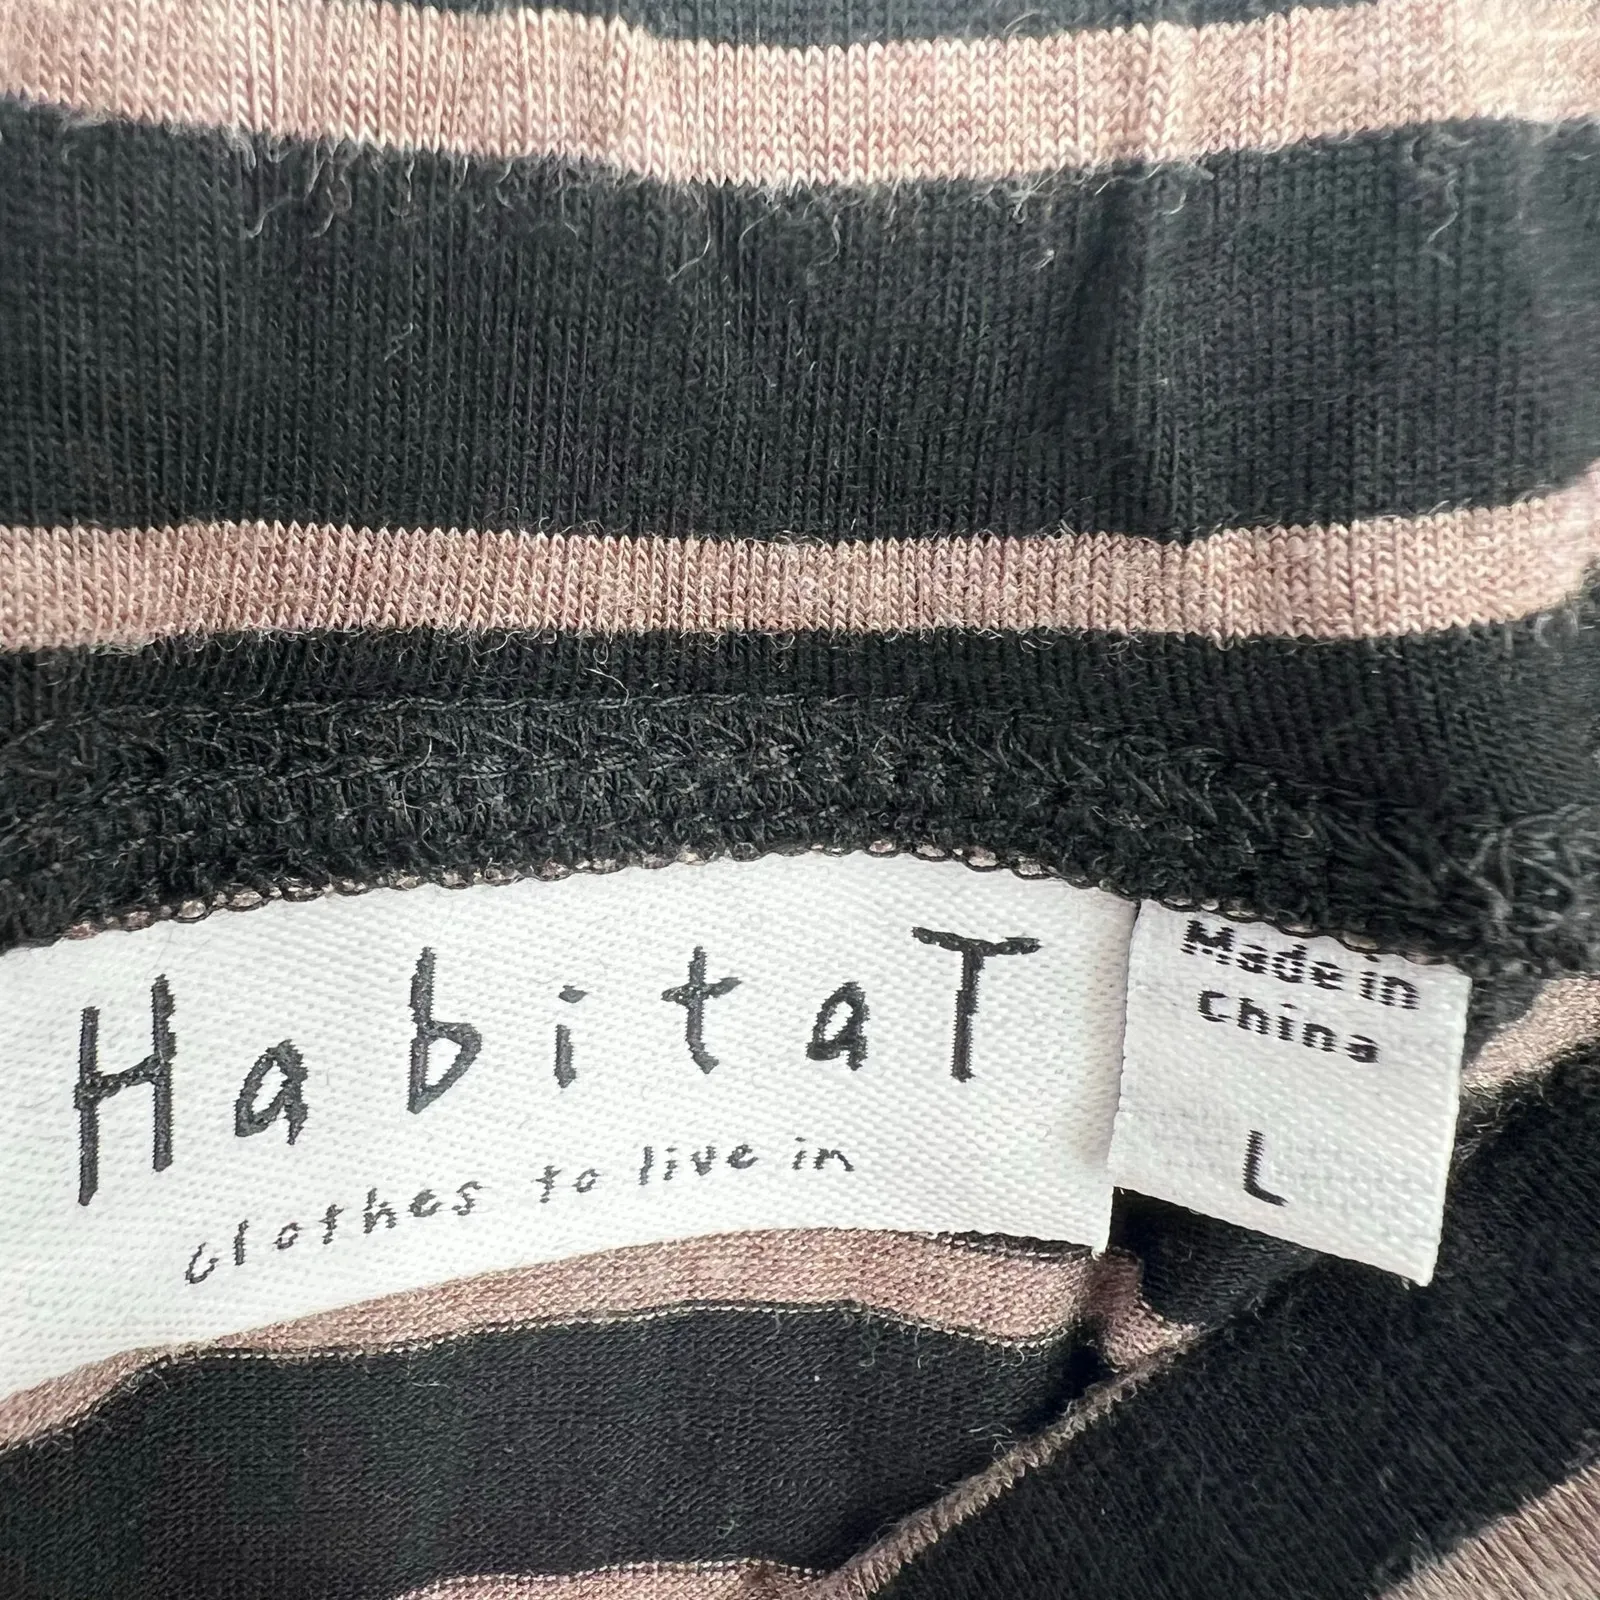 HabitaT
clothes to live in
Made in
China
L